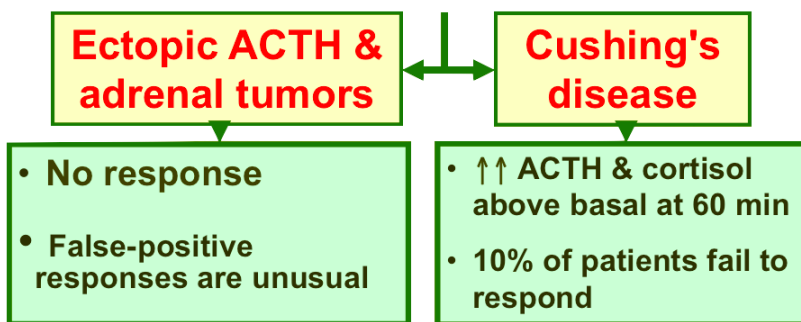 Ectopic ACTH &
adrenal tumors
• No response
• False-positive
responses are unusual
Cushing's
disease
• ↑↑ ACTH & cortisol
above basal at 60 min
• 10% of patients fail to
respond